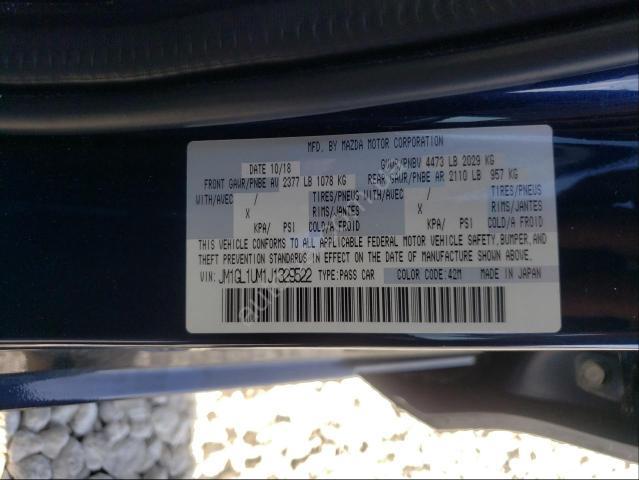 MFD. BY MAZDA MOTOR CORPORATION
DATE 10/18 GVWR/PNBV 4473 LB 2029 KG
FRONT GAWR/PNBE AV 2377 LB 1078 KG REAR GAWR/PNBE AR 2110 LB 957 KG
WITH/AVEC / TIRES/PNEUS WITH/AVEC / TIRES/PNEUS
X RIMS/JANTES X RIMS/JANTES
KPA/ PSI COLD/A FROID KPA/ PSI COLD/A FROID
THIS VEHICLE CONFORMS TO ALL APPLICABLE FEDERAL MOTOR VEHICLE SAFETY, BUMPER, AND
THEFT PREVENTION STANDARDS IN EFFECT ON THE DATE OF MANUFACTURE SHOWN ABOVE.
VIN: JM1GL1UM1J1329522 TYPE: PASS CAR COLOR CODE: 42M MADE IN JAPAN